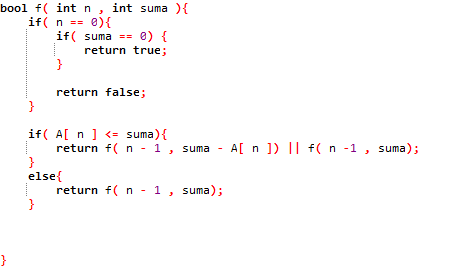 bool f( int n , int suma ){
if( n == 0){
if( suma == 0) {
return true;
}
return false;
}
if( A[ n ] <= suma){
return f( n - 1 , suma - A[ n ]) || f( n -1 , suma);
}
else{
return f( n - 1 , suma);
}
}